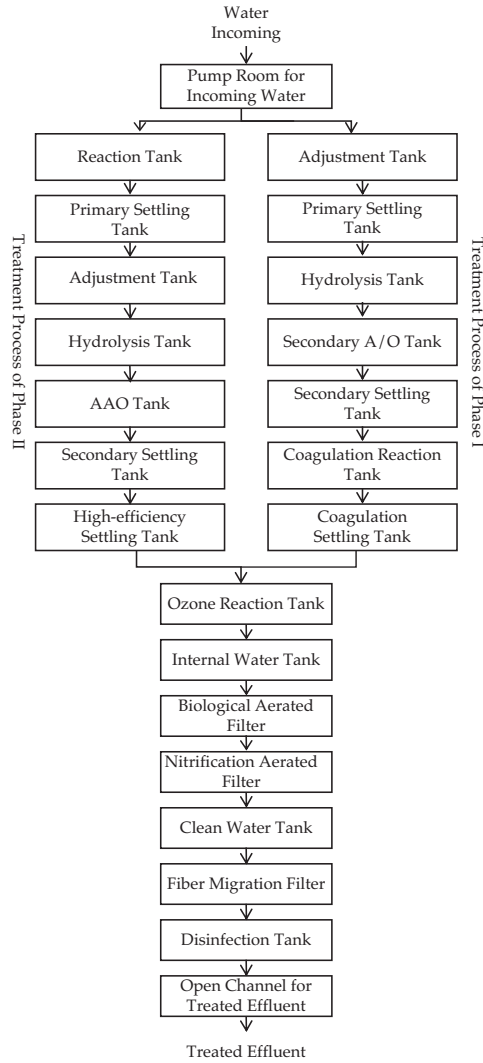 Water
Incoming
Pump Room for
Incoming Water
Treatment Process of Phase II
Reaction Tank
Primary Settling
Tank
Adjustment Tank
Hydrolysis Tank
AAO Tank
Secondary Settling
Tank
High-efficiency
Settling Tank
Adjustment Tank
Primary Settling
Tank
Hydrolysis Tank
Secondary A/O Tank
Secondary Settling
Tank
Coagulation Reaction
Tank
Coagulation
Settling Tank
Treatment Process of Phase I
Ozone Reaction Tank
Internal Water Tank
Biological Aerated
Filter
Nitrification Aerated
Filter
Clean Water Tank
Fiber Migration Filter
Disinfection Tank
Open Channel for
Treated Effluent
Treated Effluent